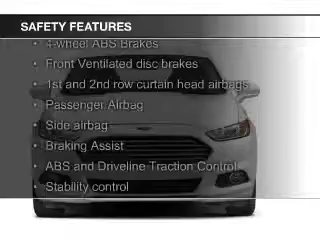 SAFETY FEATURES
• 4-wheel ABS Brakes
• Front Ventilated disc brakes
• 1st and 2nd row curtain head airbags
• Passenger Airbag
• Side airbag
• Braking Assist
• ABS and Driveline Traction Control
• Stability control